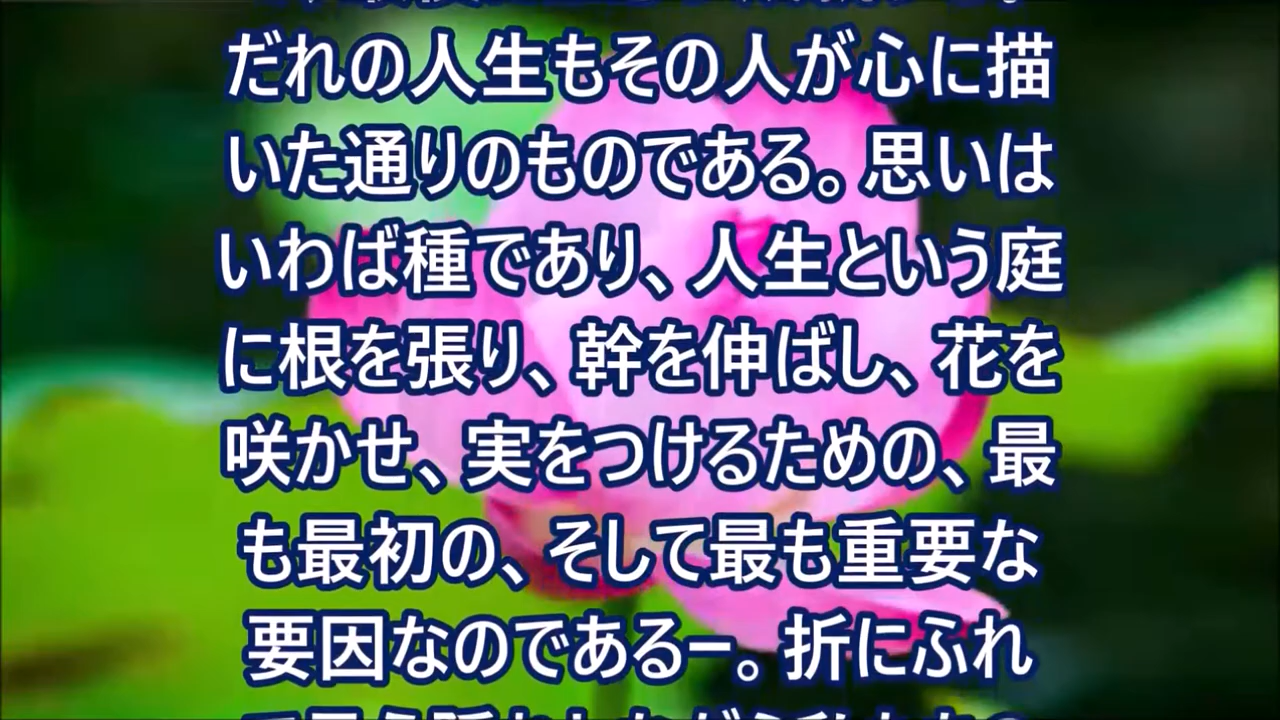 だれの人生もその人が心に描
いた通りのものである。思いは
いわば種であり、人生という庭
に根を張り、幹を伸ばし、花を
咲かせ、実をつけるための、最
も最初の、そして最も重要な
要因なのであるー。折にふれ